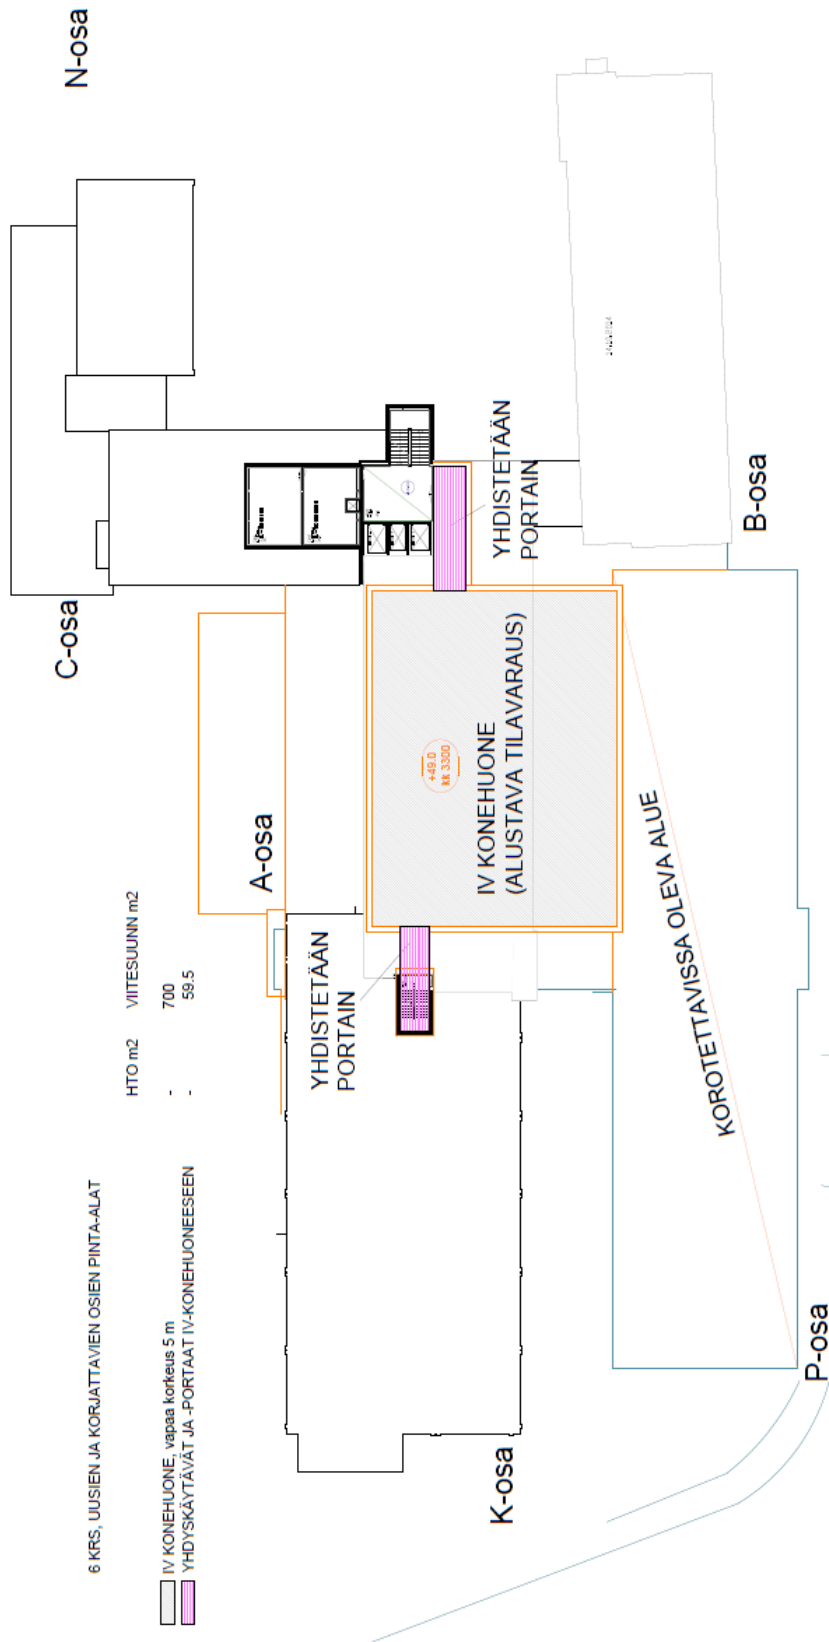 6 KRS, UUSIEN JA KORJATTAVIEN OSIEN PINTA-ALAT
HTO m2 VIITESUUNN m2
IV KONEHUONE, vapaa korkeus 5 m - 700
YHDYSKÄYTÄVÄT JA -PORTAAT IV-KONEHUONEESEEN - 59.5
N-osa
C-osa
A-osa
YHDISTETÄÄN
PORTAIN
YHDISTETÄÄN
PORTAIN
+49.0
kk 3300
IV KONEHUONE
(ALUSTAVA TILAVARAUS)
K-osa
B-osa
KOROTETTAVISSA OLEVA ALUE
P-osa